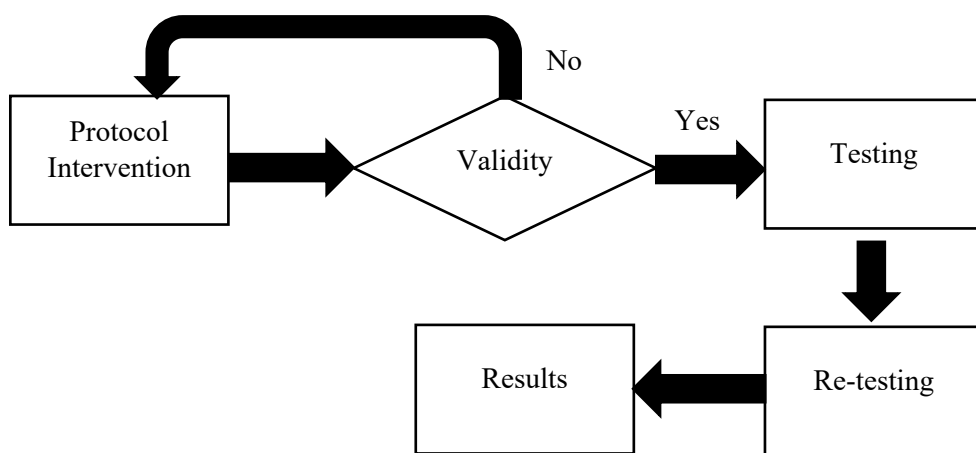 No
Protocol
Intervention
Validity
Yes
Testing
Results
Re-testing